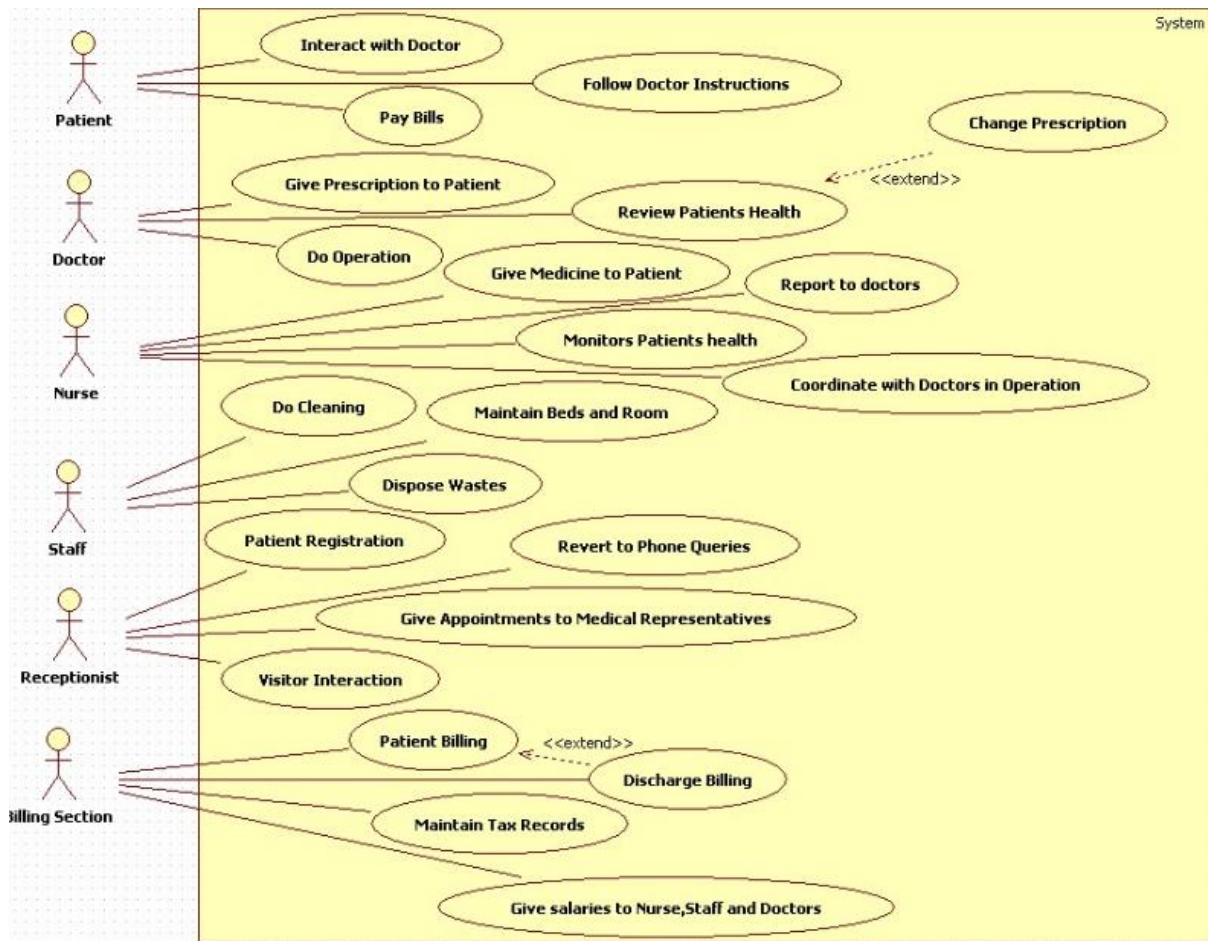 System
Interact with Doctor
Follow Doctor Instructions
Patient
Pay Bills
Change Prescription
<<extend>>
Give Prescription to Patient
Review Patients Health
Doctor
Do Operation
Give Medicine to Patient
Report to doctors
Monitors Patients health
Nurse
Coordinate with Doctors in Operation
Do Cleaning
Maintain Beds and Room
Dispose Wastes
Staff
Patient Registration
Revert to Phone Queries
Give Appointments to Medical Representatives
Receptionist
Visitor Interaction
Patient Billing
<<extend>>
Discharge Billing
Billing Section
Maintain Tax Records
Give salaries to Nurse,Staff and Doctors